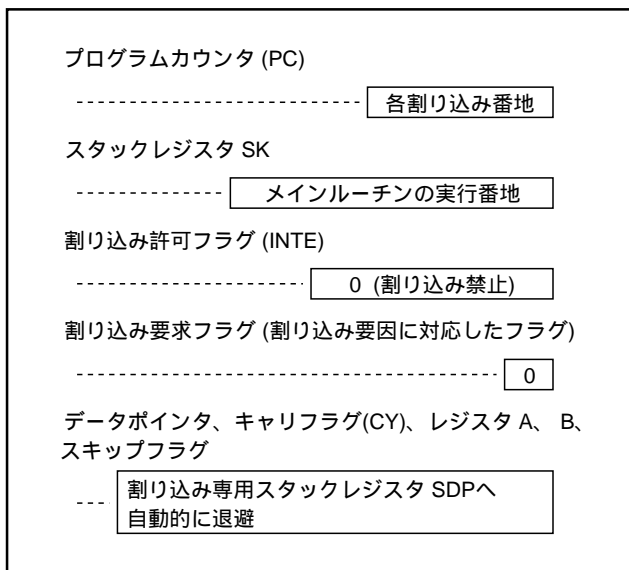 プログラムカウンタ (PC)
各割り込み番地
スタックレジスタ SK
メインルーチンの実行番地
割り込み許可フラグ (INTE)
0 (割り込み禁止)
割り込み要求フラグ (割り込み要因に対応したフラグ)
0
データポインタ、キャリフラグ(CY)、レジスタ A、 B、
スキップフラグ
割り込み専用スタックレジスタ SDPへ
自動的に退避